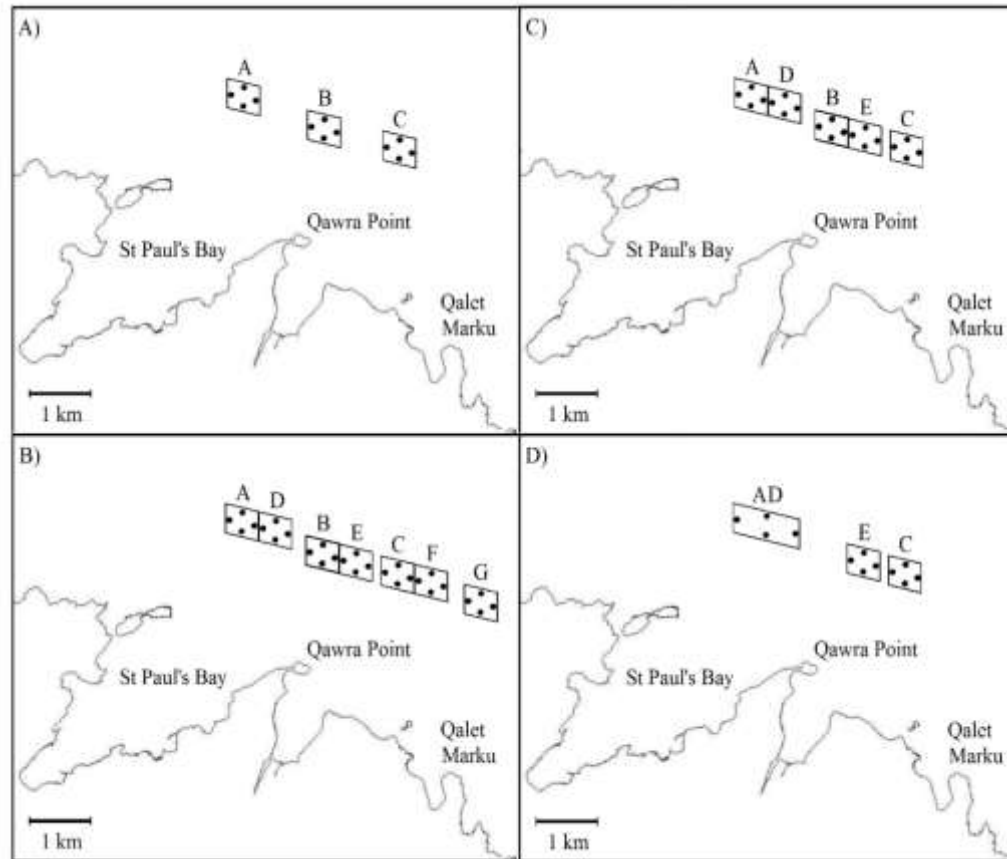 A)
A
B
C
Qawra Point
St Paul's Bay
Qalet
Marku
1 km
C)
A D
B E
C
Qawra Point
St Paul's Bay
Qalet
Marku
1 km
B)
A D
B E
C F
G
Qawra Point
St Paul's Bay
Qalet
Marku
1 km
D)
AD
E C
Qawra Point
St Paul's Bay
Qalet
Marku
1 km